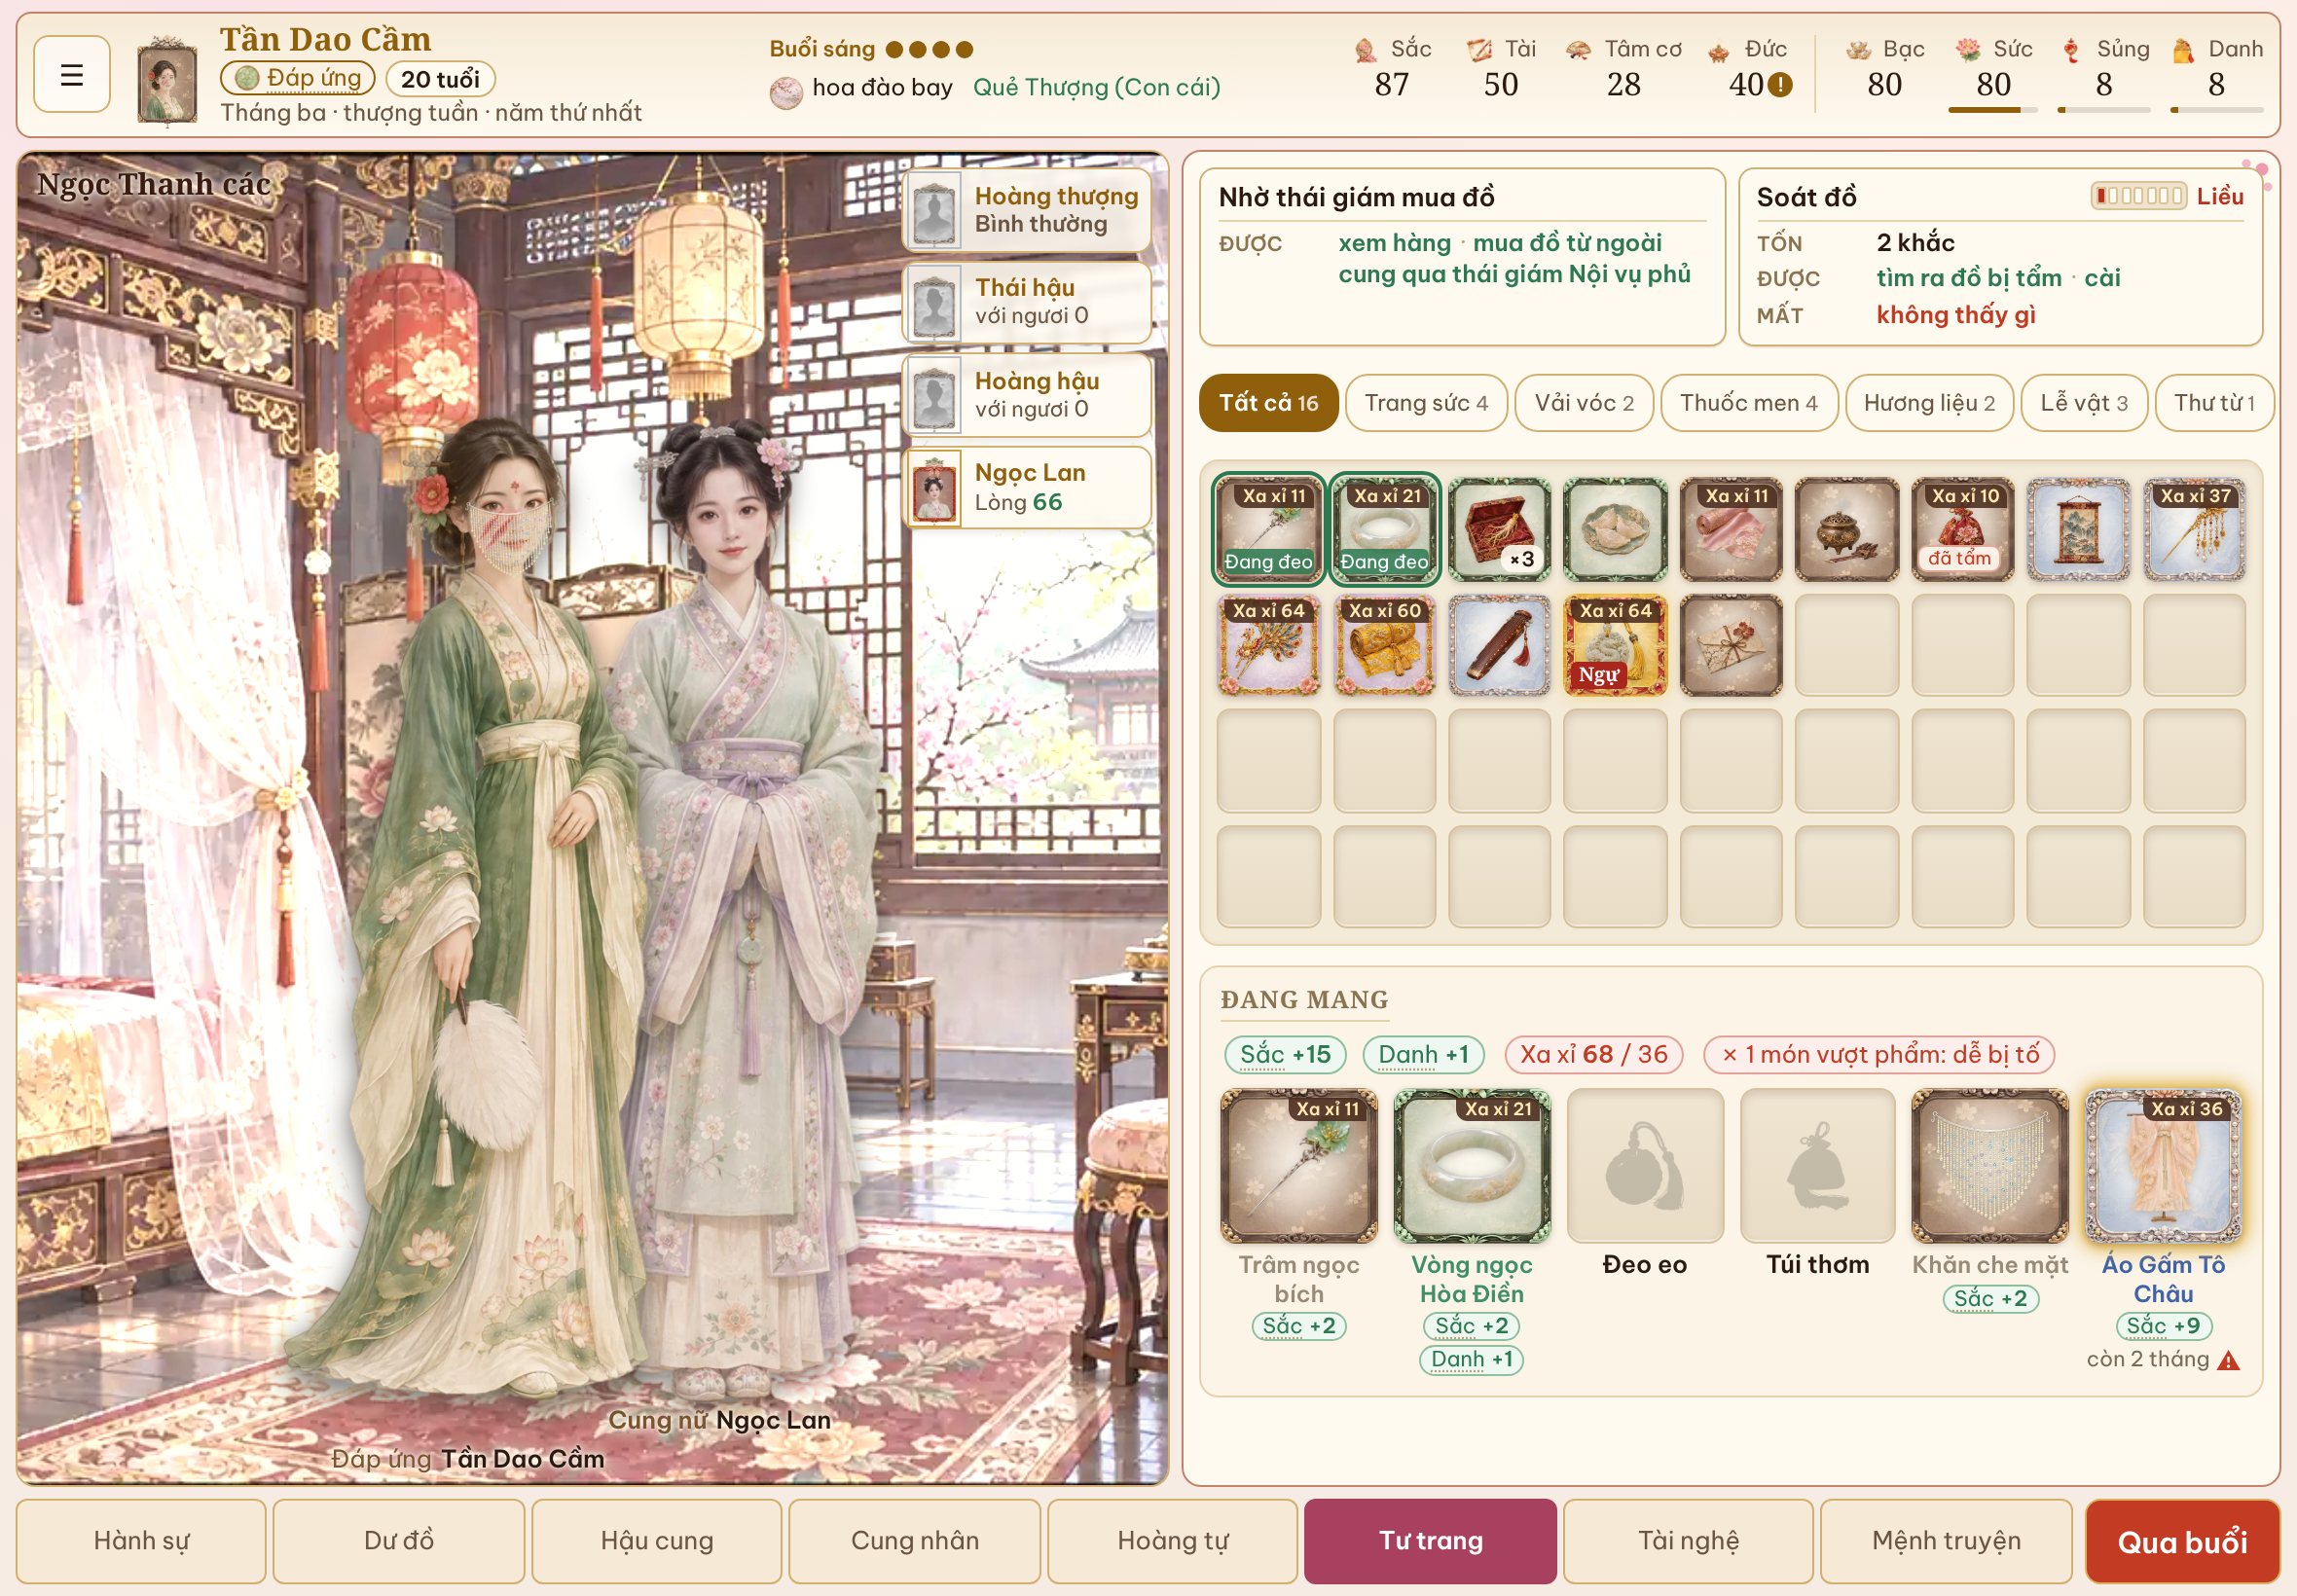 ☰
Tần Dao Cầm
Đáp ứng 20 tuổi
Tháng ba · thượng tuần · năm thứ nhất
Buổi sáng
hoa đào bay Quẻ Thượng (Con cái)
Sắc 87
Tài 50
Tâm cơ 28
Đức 40 !
Bạc 80
Sức 80
Sủng 8
Danh 8
Ngọc Thanh các
Hoàng thượng
Bình thường
Thái hậu
với ngươi 0
Hoàng hậu
với ngươi 0
Ngọc Lan
Lòng 66
Cung nữ Ngọc Lan
Đáp ứng Tần Dao Cầm
Nhờ thái giám mua đồ
ĐƯỢC xem hàng · mua đồ từ ngoài
cung qua thái giám Nội vụ phủ
Soát đồ Liều
TỐN 2 khắc
ĐƯỢC tìm ra đồ bị tẩm · cài
MẤT không thấy gì
Tất cả 16 Trang sức 4 Vải vóc 2 Thuốc men 4 Hương liệu 2 Lễ vật 3 Thư từ 1
Xa xỉ 11 Xa xỉ 21 Xa xỉ 11 Xa xỉ 10 Xa xỉ 37
Đang đeo Đang đeo ×3 đã tẩm
Xa xỉ 64 Xa xỉ 60 Xa xỉ 64
Ngự
ĐANG MANG
Sắc +15 Danh +1 Xa xỉ 68 / 36 × 1 món vượt phẩm: dễ bị tố
Xa xỉ 11 Xa xỉ 21 Xa xỉ 36
Trâm ngọc
bích
Sắc +2
Vòng ngọc
Hòa Điền
Sắc +2
Danh +1
Đeo eo
Túi thơm
Khăn che mặt
Sắc +2
Áo Gấm Tô
Châu
Sắc +9
còn 2 tháng
Hành sự Dư đồ Hậu cung Cung nhân Hoàng tự Tư trang Tài nghệ Mệnh truyện Qua buổi